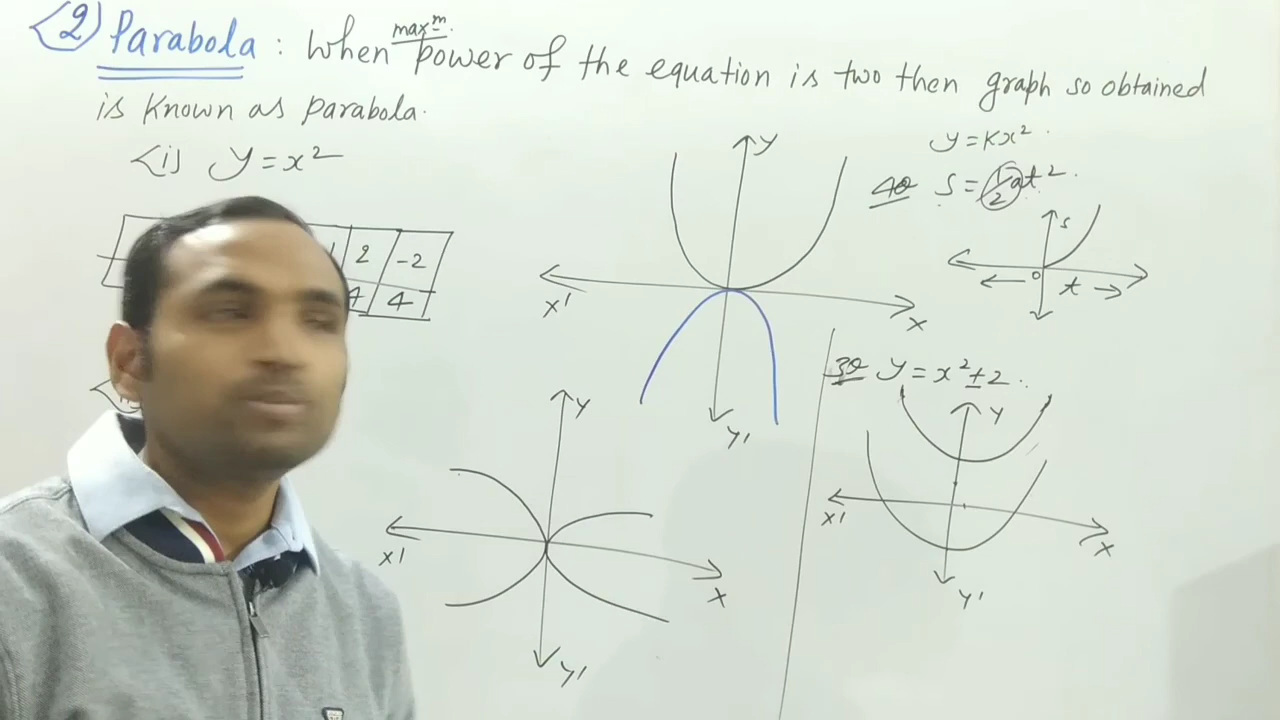 (2) Parabola : When maxᵐ. power of the equation is two then graph so obtained
is known as parabola.
<i> y = x²
2 -2
4 4
Y
X'
X
Y'
y = Kx²
4• S = ½at²
S
0
t
3• y = x² ± 2
Y
X'
X
Y'
Y
X'
X
Y'